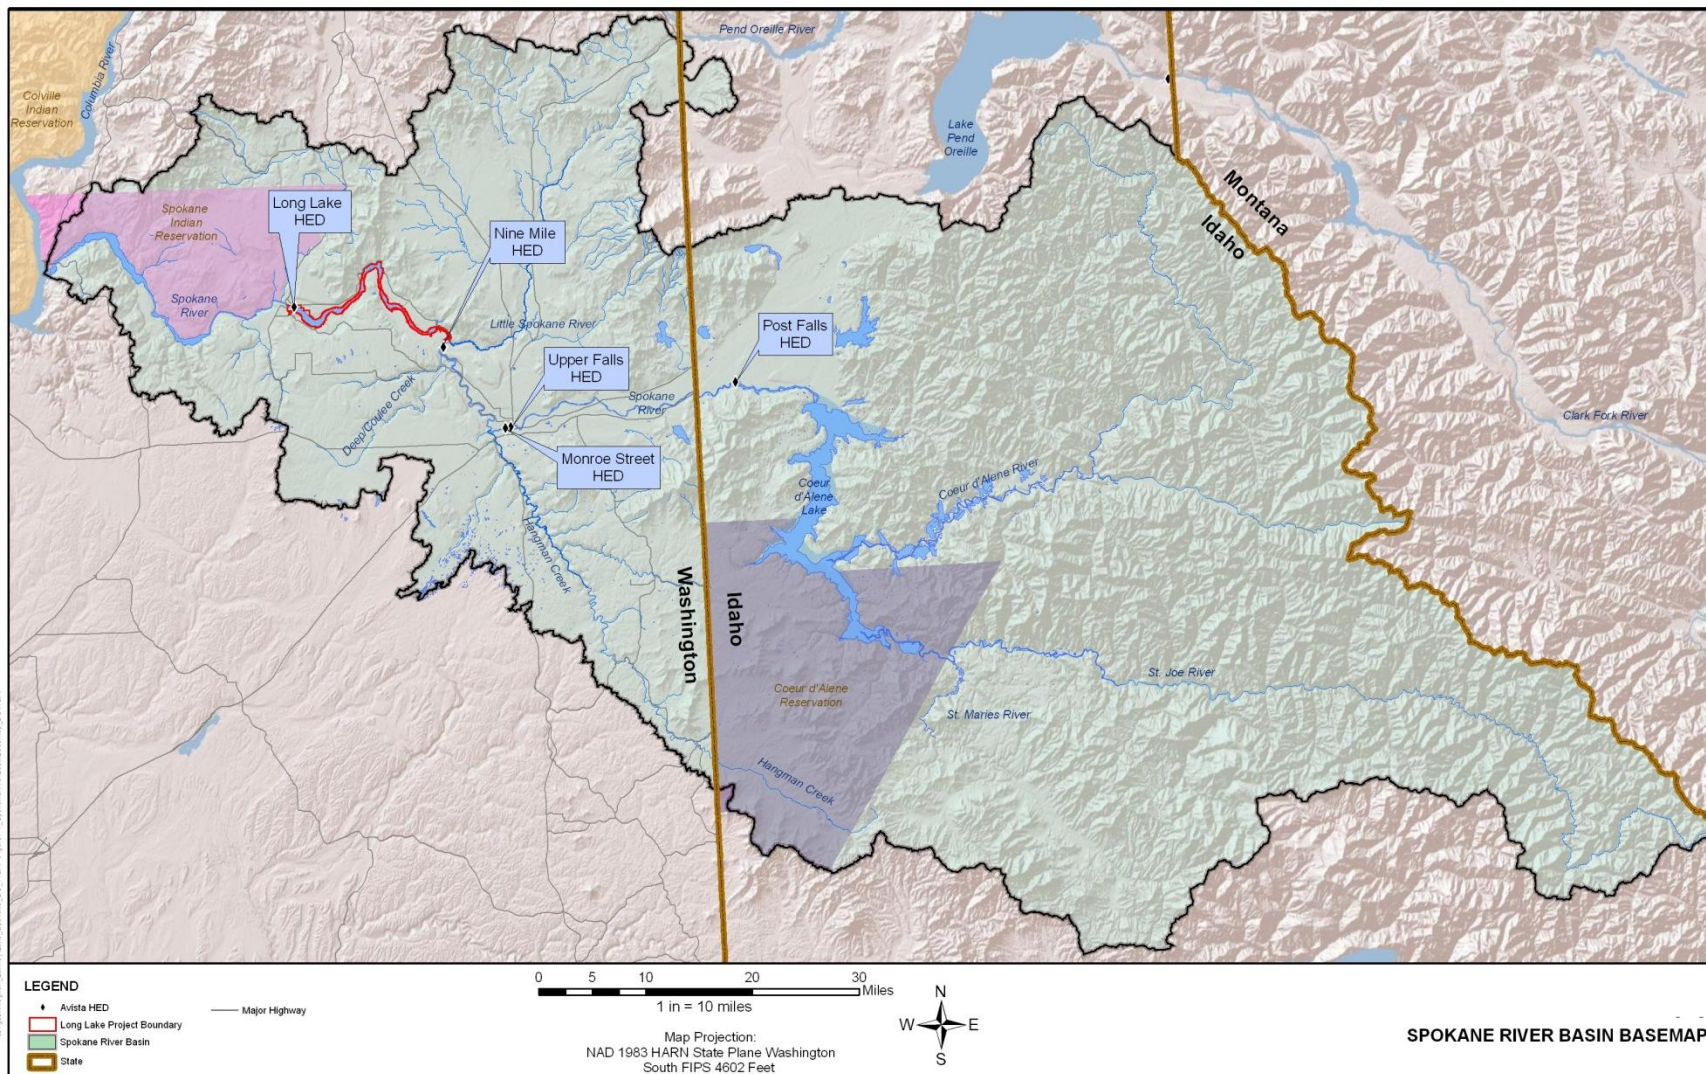 Pend Oreille River
Columbia River
Colville
Indian
Reservation
Lake
Pend
Oreille
Montana
Idaho
Long Lake
HED
Spokane
Indian
Reservation
Nine Mile
HED
Spokane
River
Little Spokane River
Post Falls
HED
Upper Falls
HED
Spokane
River
Deep/Coulee Creek
Clark Fork River
Monroe Street
HED
Coeur
d'Alene
Lake
Coeur d'Alene River
Hangman Creek
Washington
Idaho
St. Joe River
Coeur d'Alene
Reservation
St. Maries River
Hangman Creek
LEGEND
Avista HED
Major Highway
Long Lake Project Boundary
Spokane River Basin
State
0 5 10 20 30
Miles
1 in = 10 miles
Map Projection:
NAD 1983 HARN State Plane Washington
South FIPS 4602 Feet
N
W E
S
SPOKANE RIVER BASIN BASEMAP